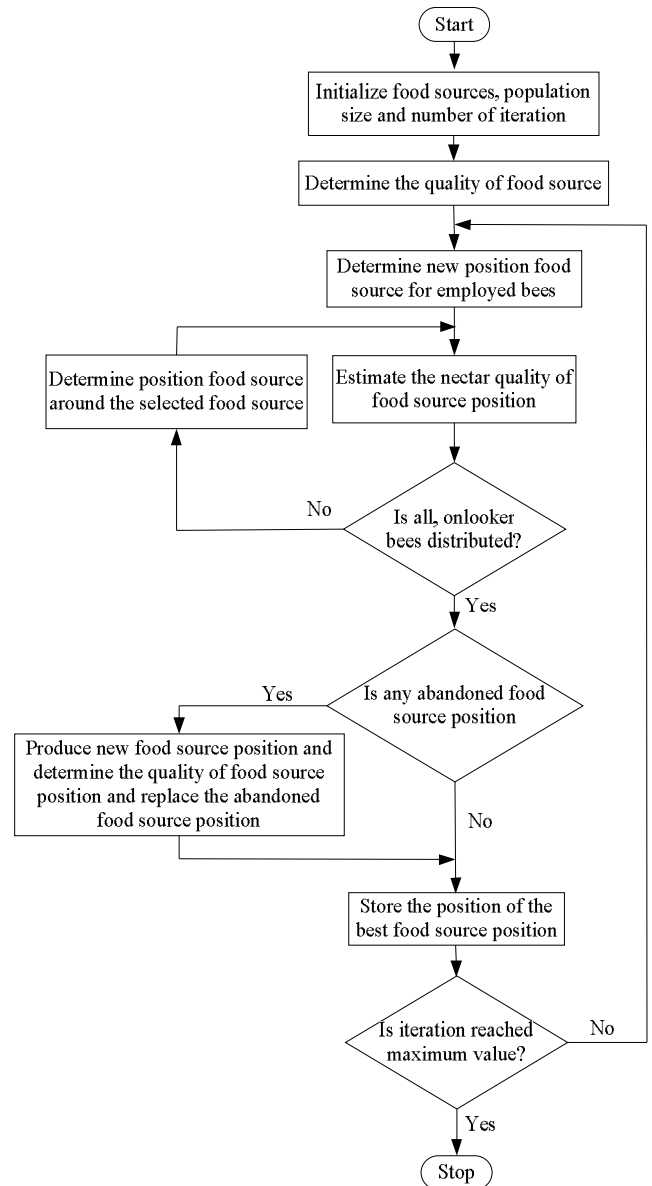 Start
Initialize food sources, population
size and number of iteration
Determine the quality of food source
Determine new position food
source for employed bees
Determine position food source
around the selected food source
Estimate the nectar quality of
food source position
No
Is all, onlooker
bees distributed?
Yes
Yes
Is any abandoned food
source position
Produce new food source position and
determine the quality of food source
position and replace the abandoned
food source position
No
Store the position of the
best food source position
Is iteration reached
maximum value?
No
Yes
Stop